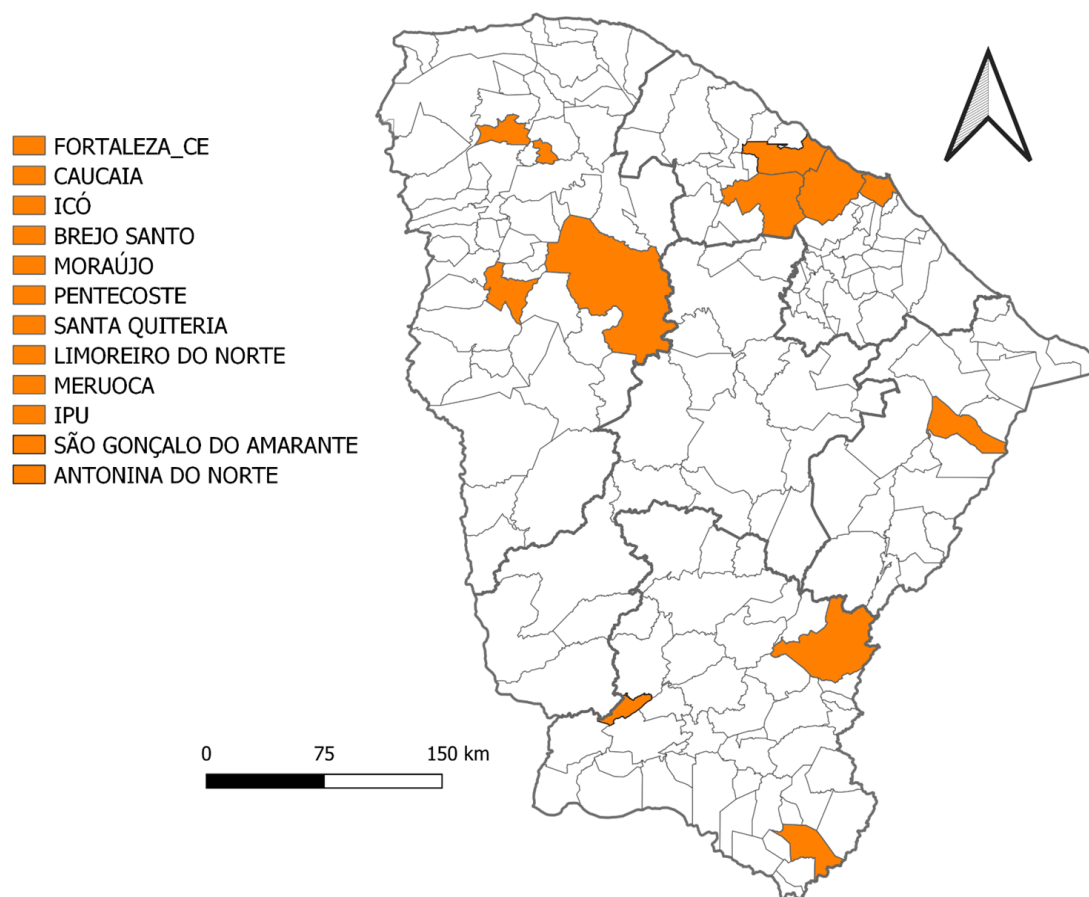 FORTALEZA_CE
CAUCAIA
ICÓ
BREJO SANTO
MORAÚJO
PENTECOSTE
SANTA QUITERIA
LIMOREIRO DO NORTE
MERUOCA
IPU
SÃO GONÇALO DO AMARANTE
ANTONINA DO NORTE
0 75 150 km